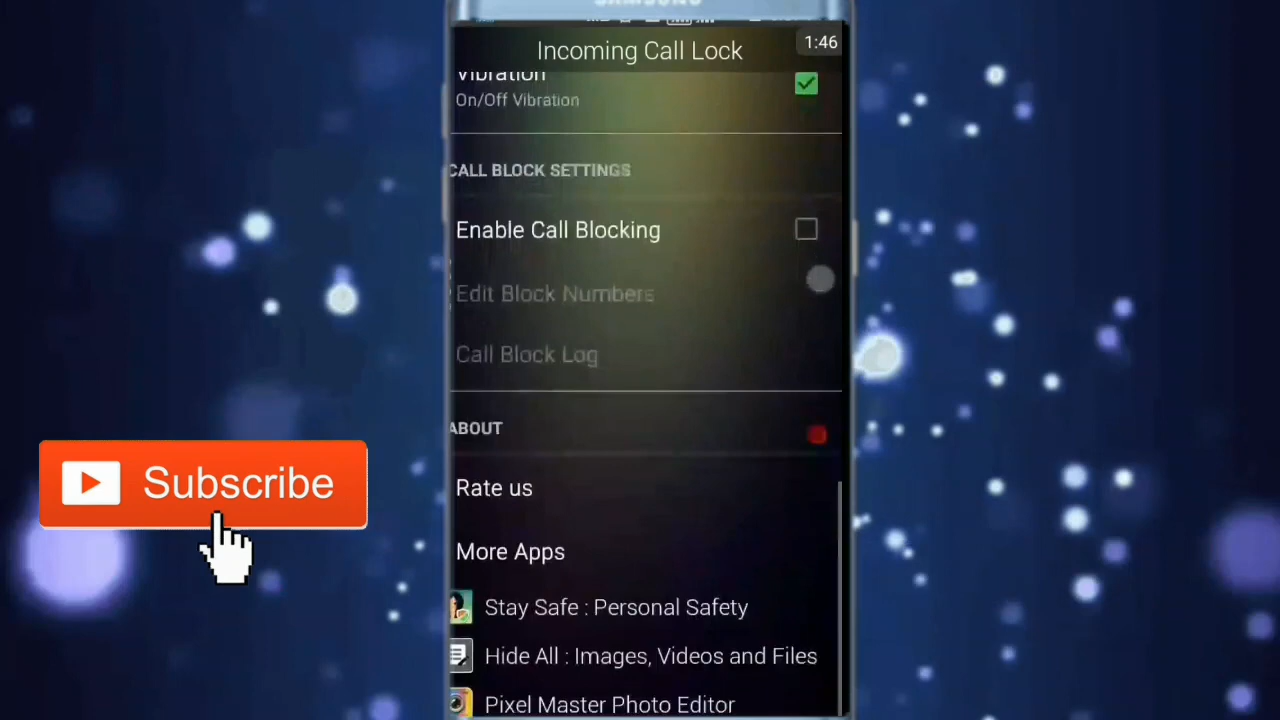 SAMSUNG
Incoming Call Lock
1:46
Vibration
On/Off Vibration
CALL BLOCK SETTINGS
Enable Call Blocking
Edit Block Numbers
Call Block Log
ABOUT
Rate us
More Apps
Stay Safe : Personal Safety
Hide All : Images, Videos and Files
Pixel Master Photo Editor
Subscribe